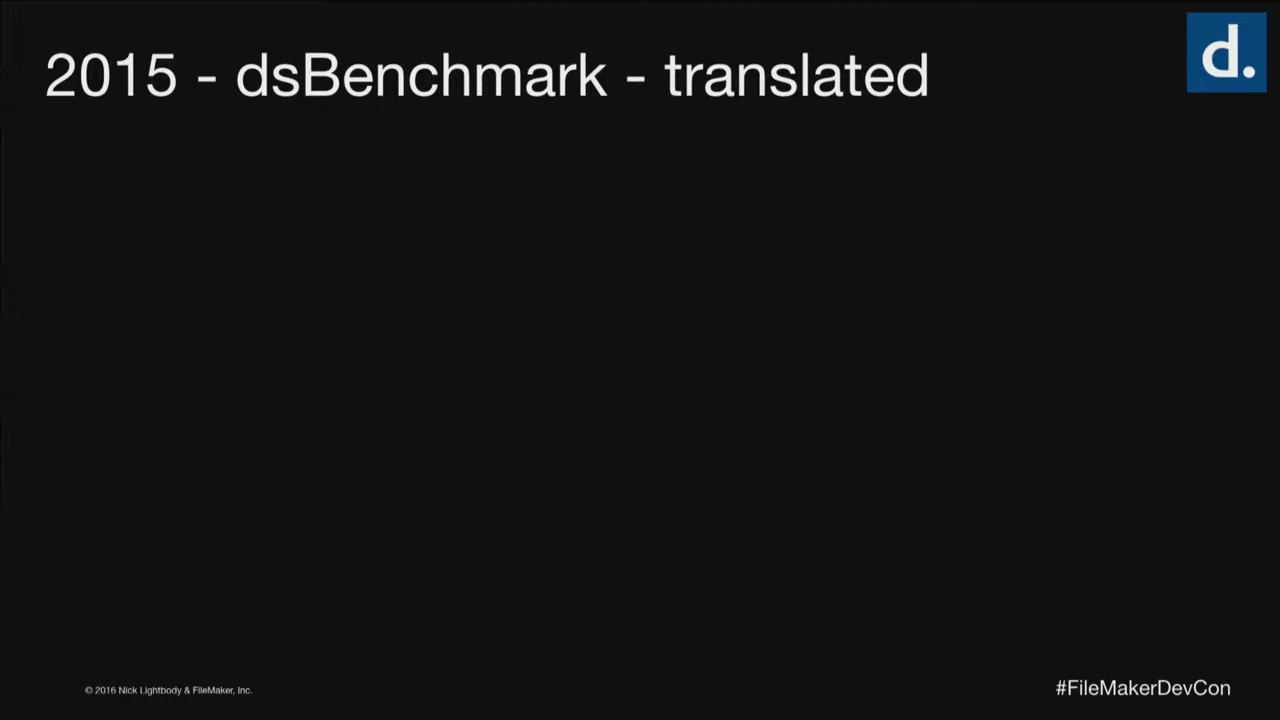 2015 - dsBenchmark - translated
d.
© 2016 Nick Lightbody & FileMaker, Inc.
#FileMakerDevCon